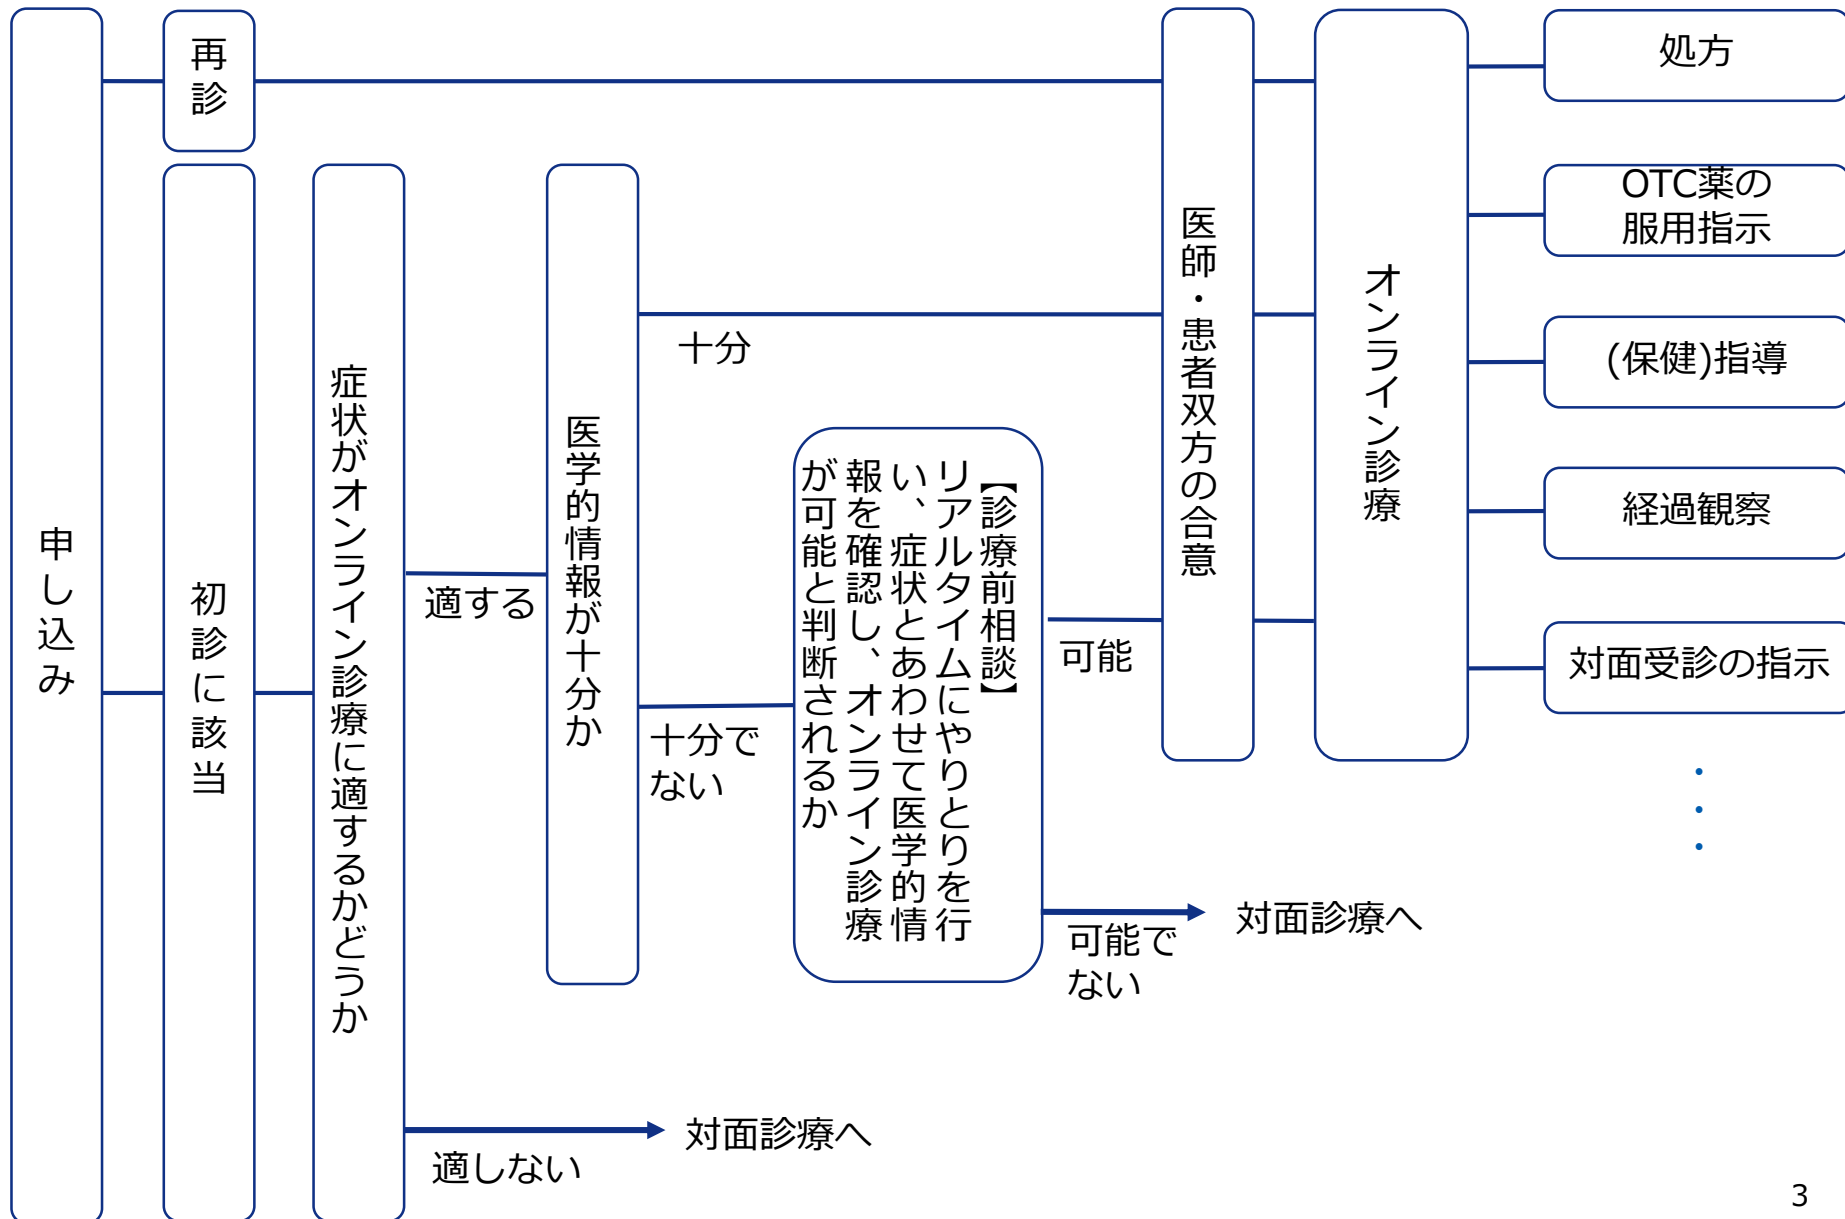 申し込み
再診
初診に該当
症状がオンライン診療に適するかどうか
適する
適しない
対面診療へ
医学的情報が十分か
十分
十分で
ない
【診療前相談】
リアルタイムにやりとりを行
い、症状とあわせて医学的情
報を確認し、オンライン診療
が可能と判断されるか
可能
可能で
ない
対面診療へ
医師・患者双方の合意
オンライン診療
処方
OTC薬の
服用指示
(保健)指導
経過観察
対面受診の指示
・
・
・
3